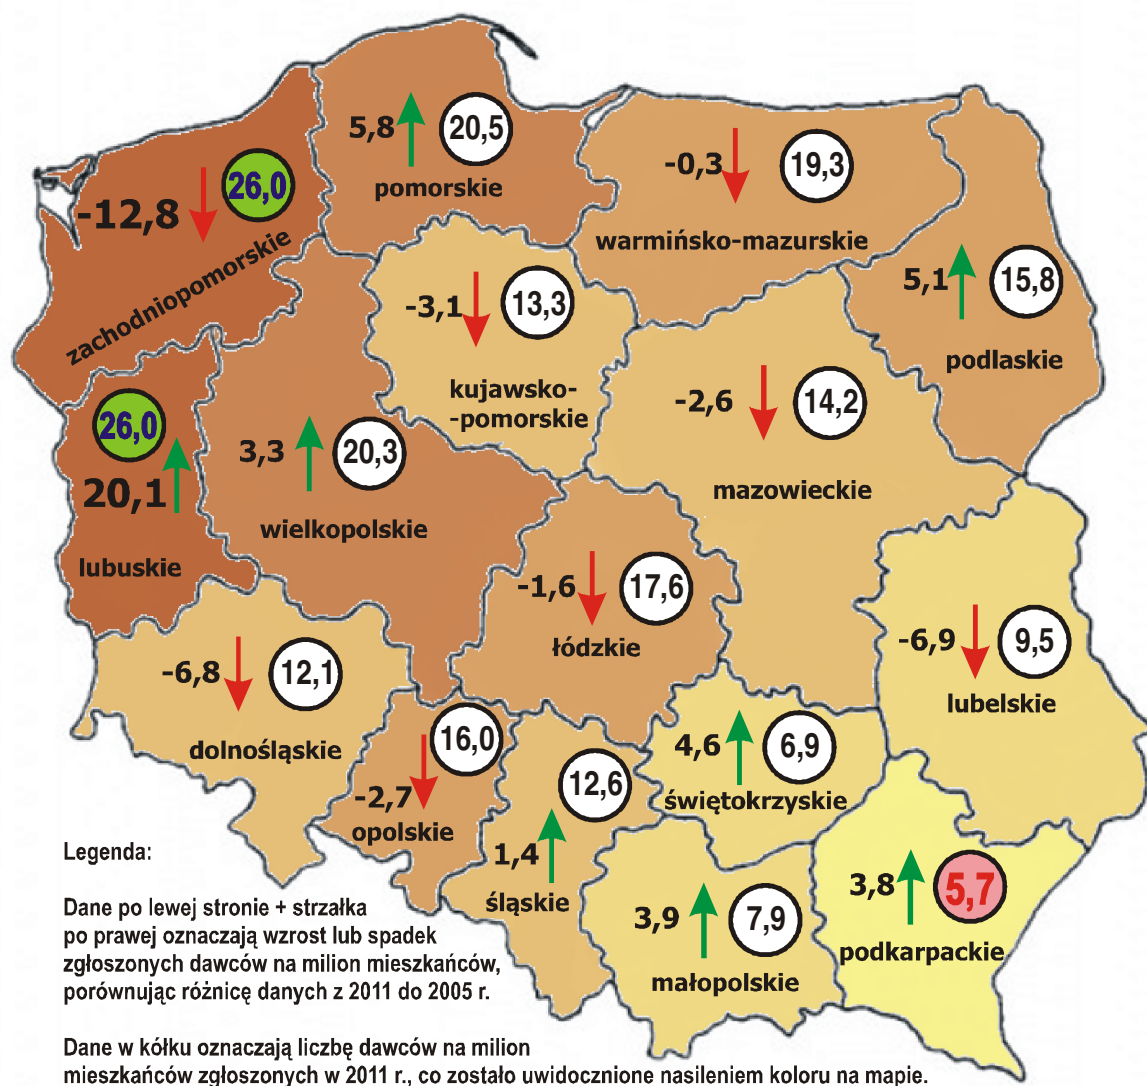 5,8
20,5
pomorskie
-0,3
19,3
warmińsko-mazurskie
-12,8
26,0
zachodniopomorskie
5,1
15,8
podlaskie
-3,1
13,3
kujawsko-
-pomorskie
-2,6
14,2
mazowieckie
26,0
20,1
lubuskie
3,3
20,3
wielkopolskie
-1,6
17,6
łódzkie
-6,9
9,5
lubelskie
-6,8
12,1
dolnośląskie
16,0
-2,7
opolskie
12,6
1,4
śląskie
4,6
6,9
świętokrzyskie
3,9
7,9
małopolskie
3,8
5,7
podkarpackie
Legenda:
Dane po lewej stronie + strzałka
po prawej oznaczają wzrost lub spadek
zgłoszonych dawców na milion mieszkańców,
porównując różnicę danych z 2011 do 2005 r.
Dane w kółku oznaczają liczbę dawców na milion
mieszkańców zgłoszonych w 2011 r., co zostało uwidocznione nasileniem koloru na mapie.